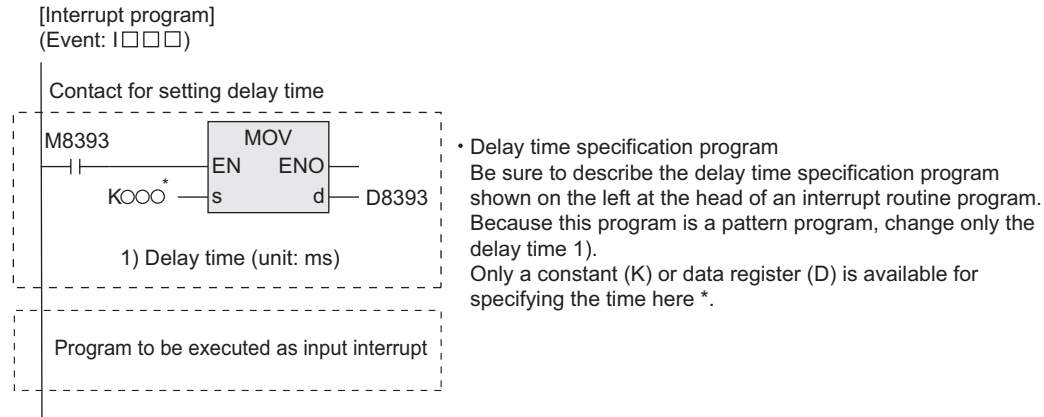 [Interrupt program]
(Event: I□□□)
Contact for setting delay time
M8393
MOV
EN ENO
K○○○* s d D8393
1) Delay time (unit: ms)
Program to be executed as input interrupt
• Delay time specification program
Be sure to describe the delay time specification program
shown on the left at the head of an interrupt routine program.
Because this program is a pattern program, change only the
delay time 1).
Only a constant (K) or data register (D) is available for
specifying the time here *.